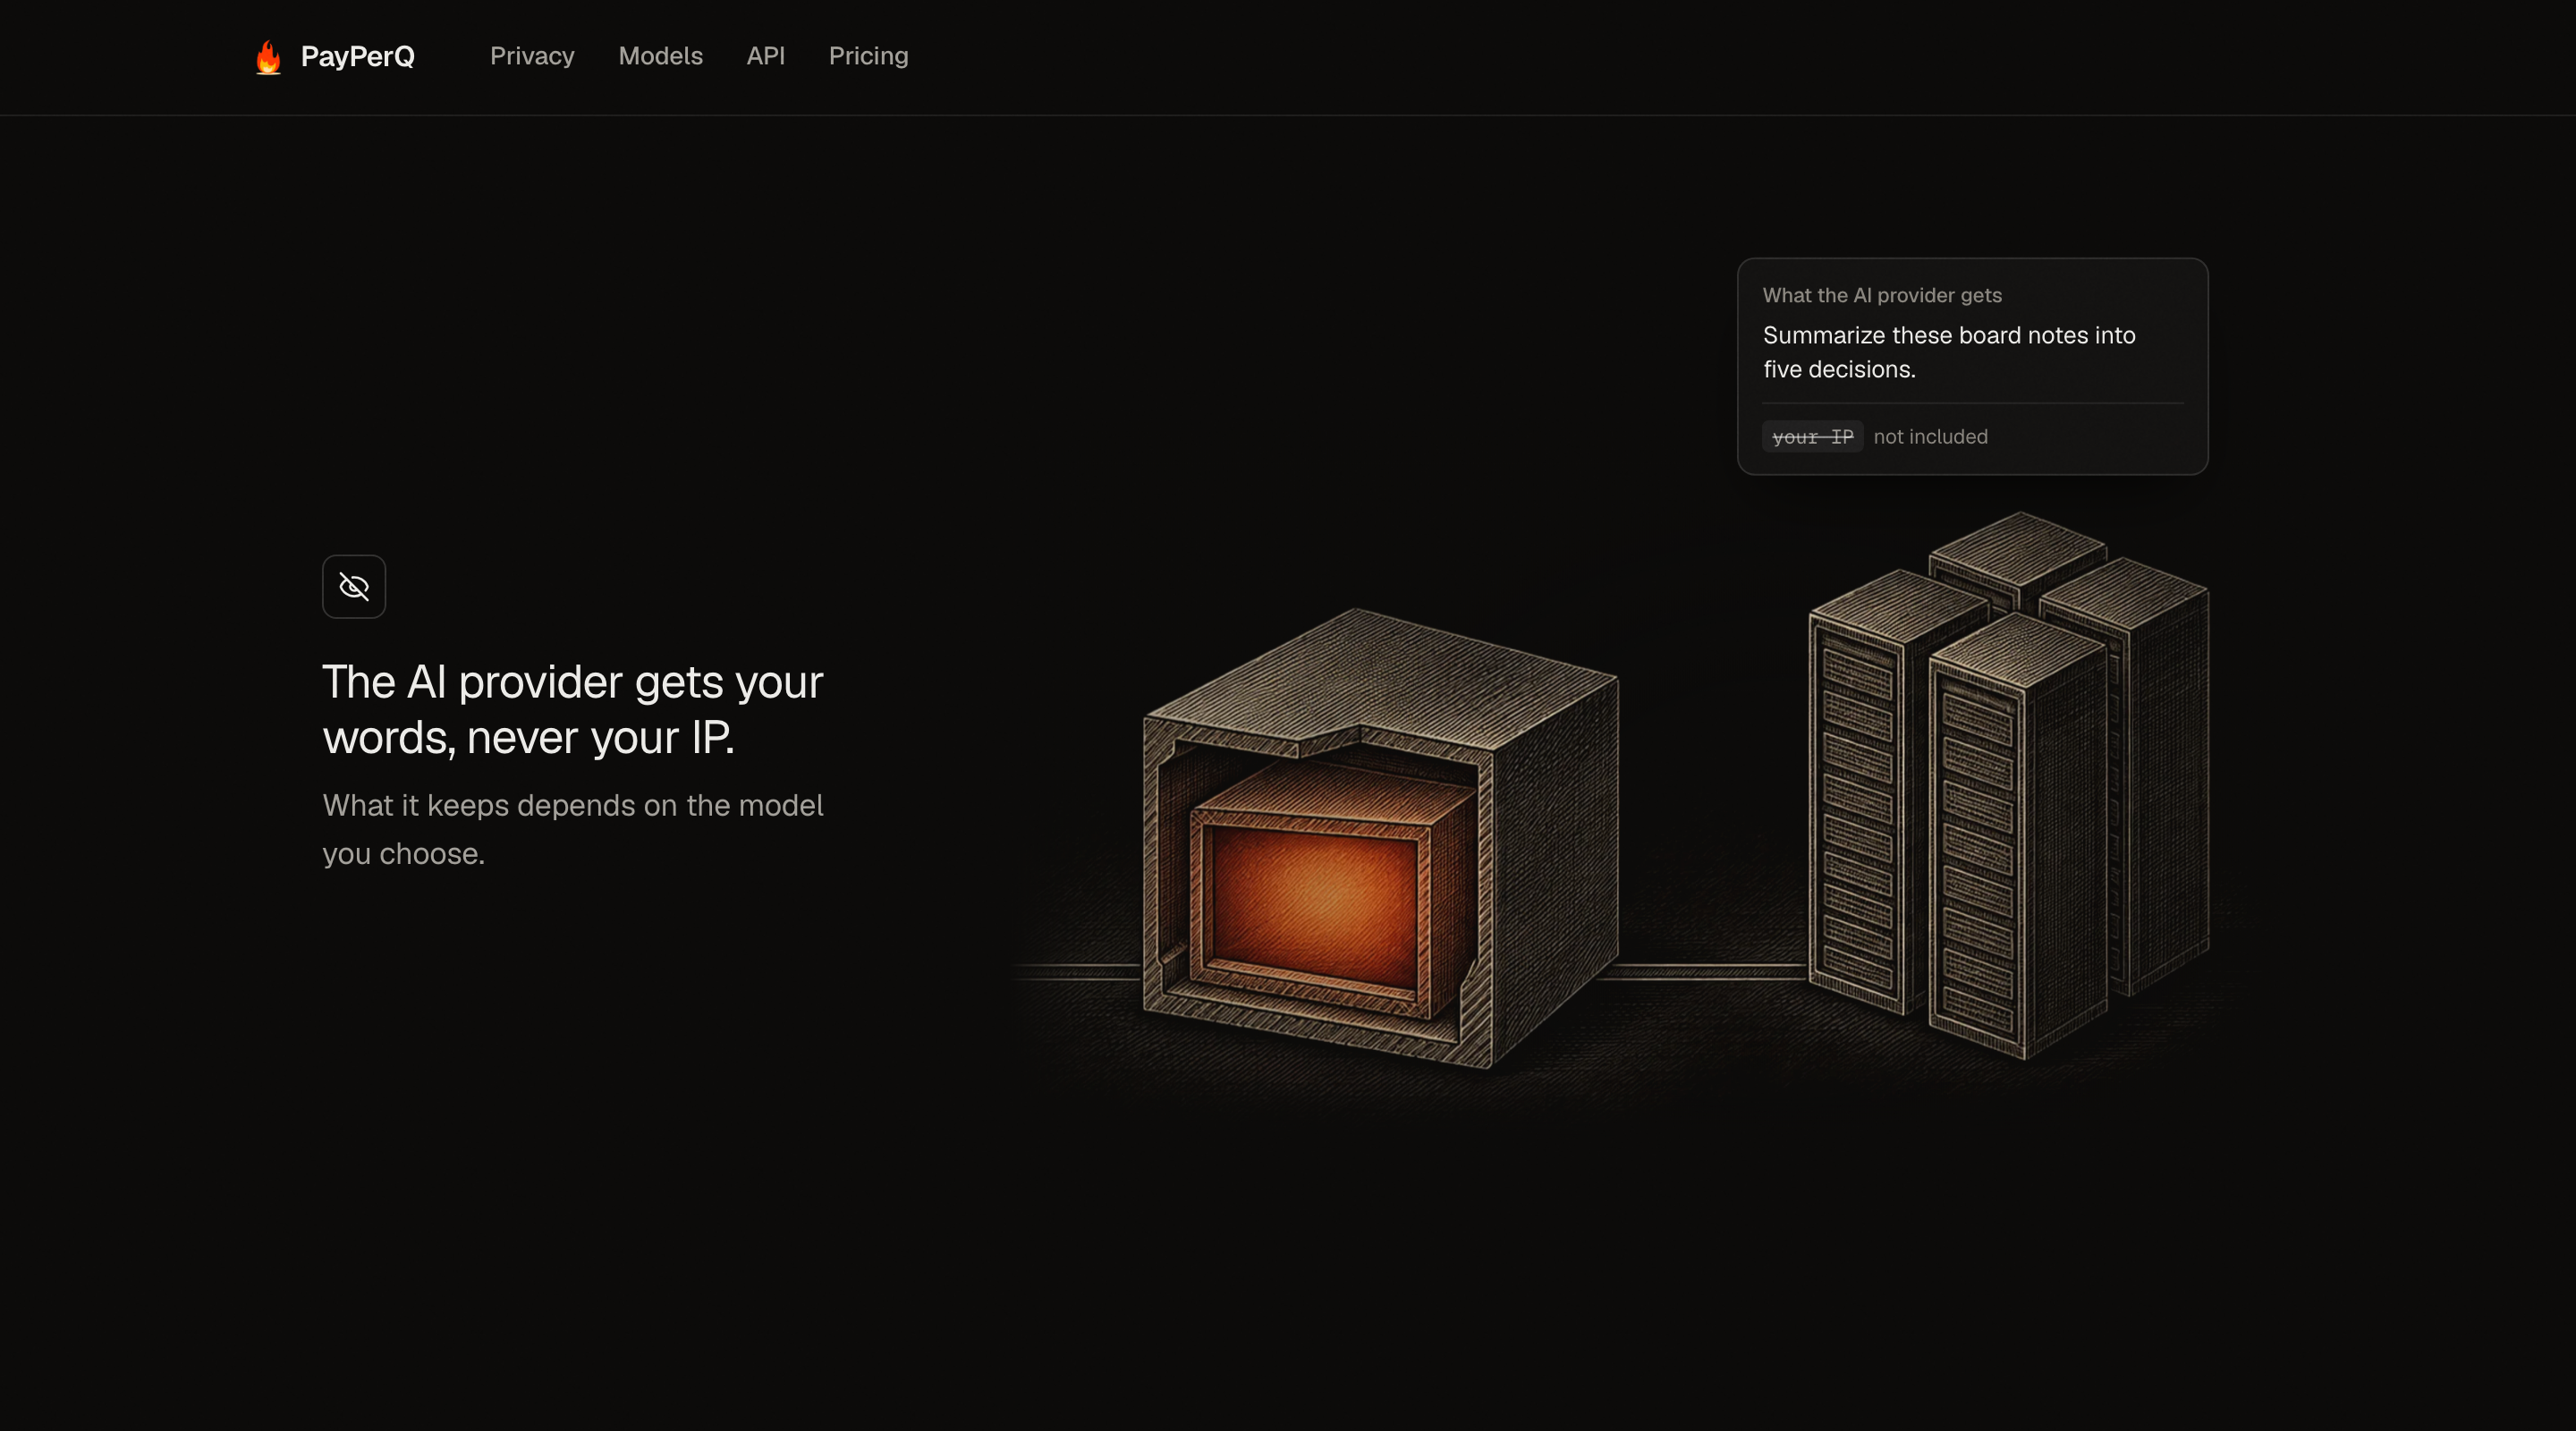 PayPerQ
Privacy
Models
API
Pricing
What the AI provider gets
Summarize these board notes into
five decisions.
your IP not included
The AI provider gets your
words, never your IP.
What it keeps depends on the model
you choose.